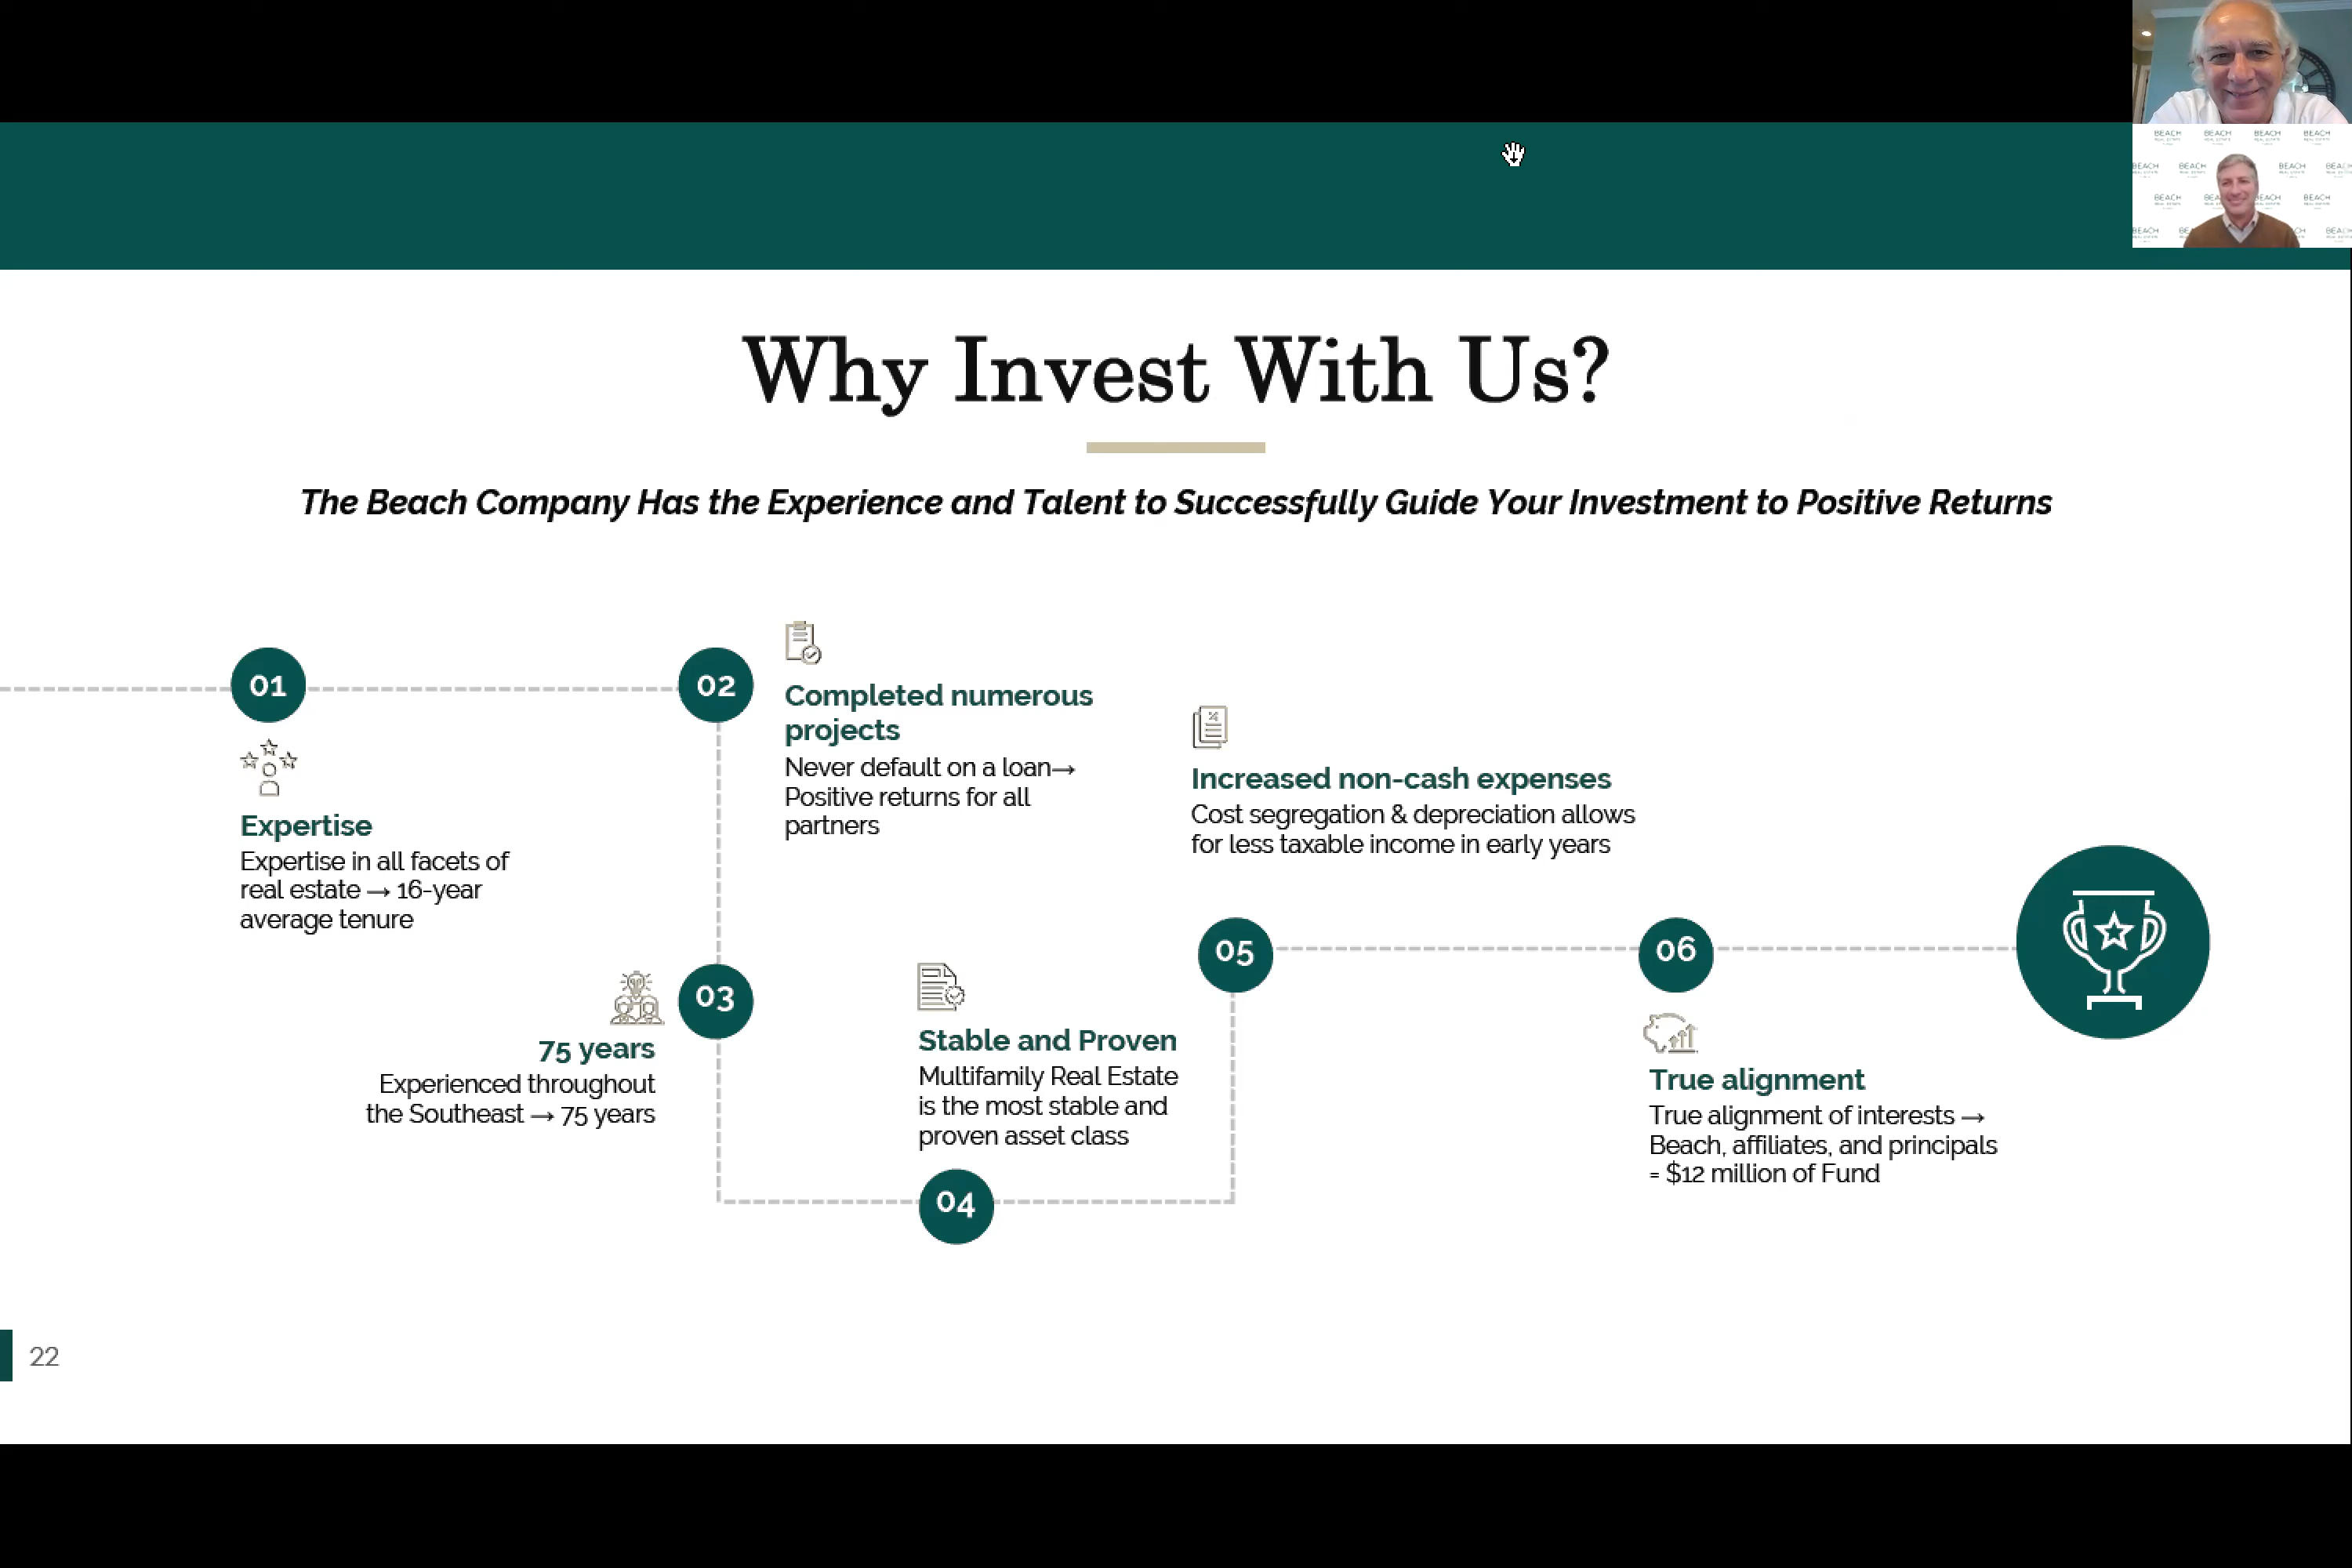 Why Invest With Us?
The Beach Company Has the Experience and Talent to Successfully Guide Your Investment to Positive Returns
01
Expertise
Expertise in all facets of
real estate → 16-year
average tenure
02
Completed numerous
projects
Never default on a loan→
Positive returns for all
partners
03
75 years
Experienced throughout
the Southeast → 75 years
Stable and Proven
Multifamily Real Estate
is the most stable and
proven asset class
04
Increased non-cash expenses
Cost segregation & depreciation allows
for less taxable income in early years
05
06
True alignment
True alignment of interests →
Beach, affiliates, and principals
= $12 million of Fund
22
BEACH BEACH BEACH BEACH